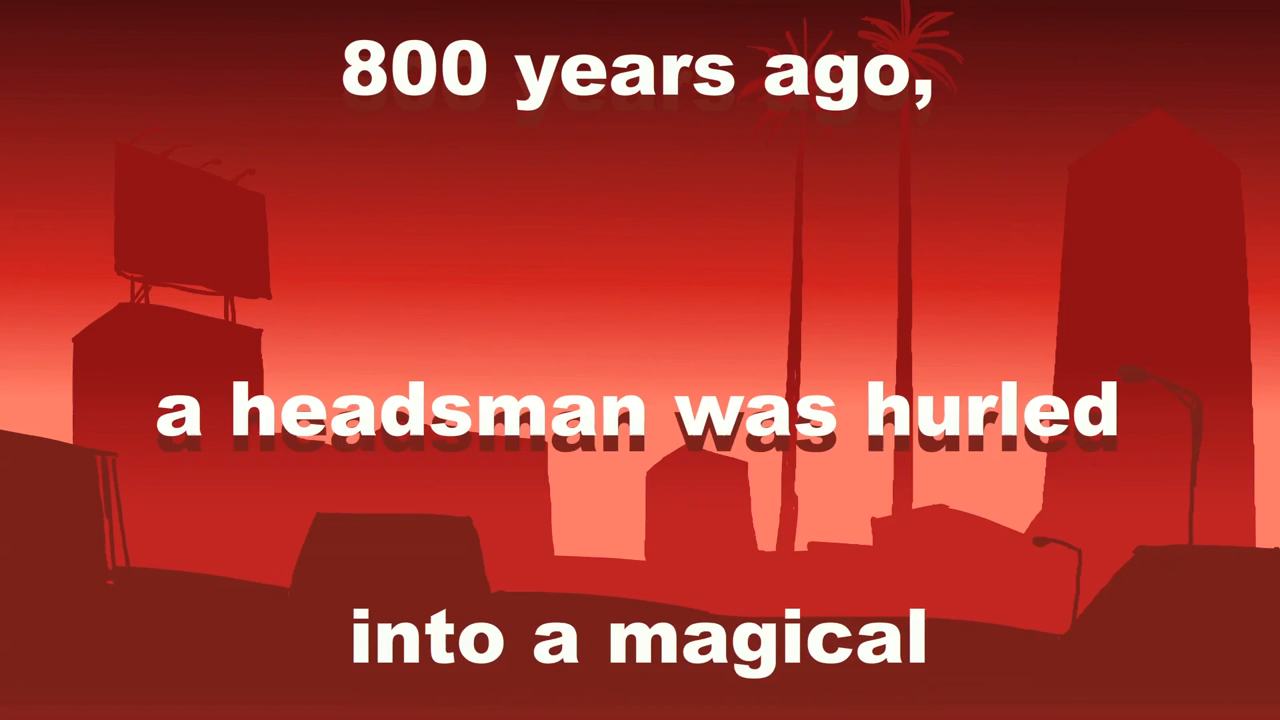 800 years ago,
a headsman was hurled
into a magical